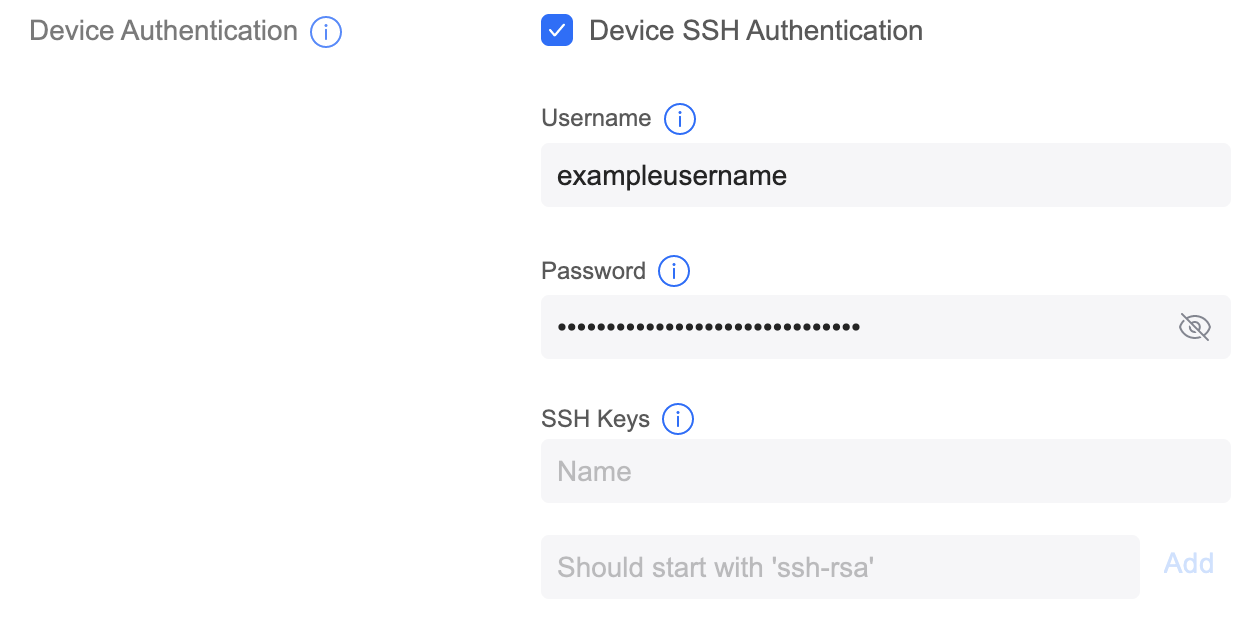 Device Authentication
Device SSH Authentication
Username
exampleusername
Password
•••••••••••••••••••••••••••••••
SSH Keys
Name
Should start with 'ssh-rsa'
Add